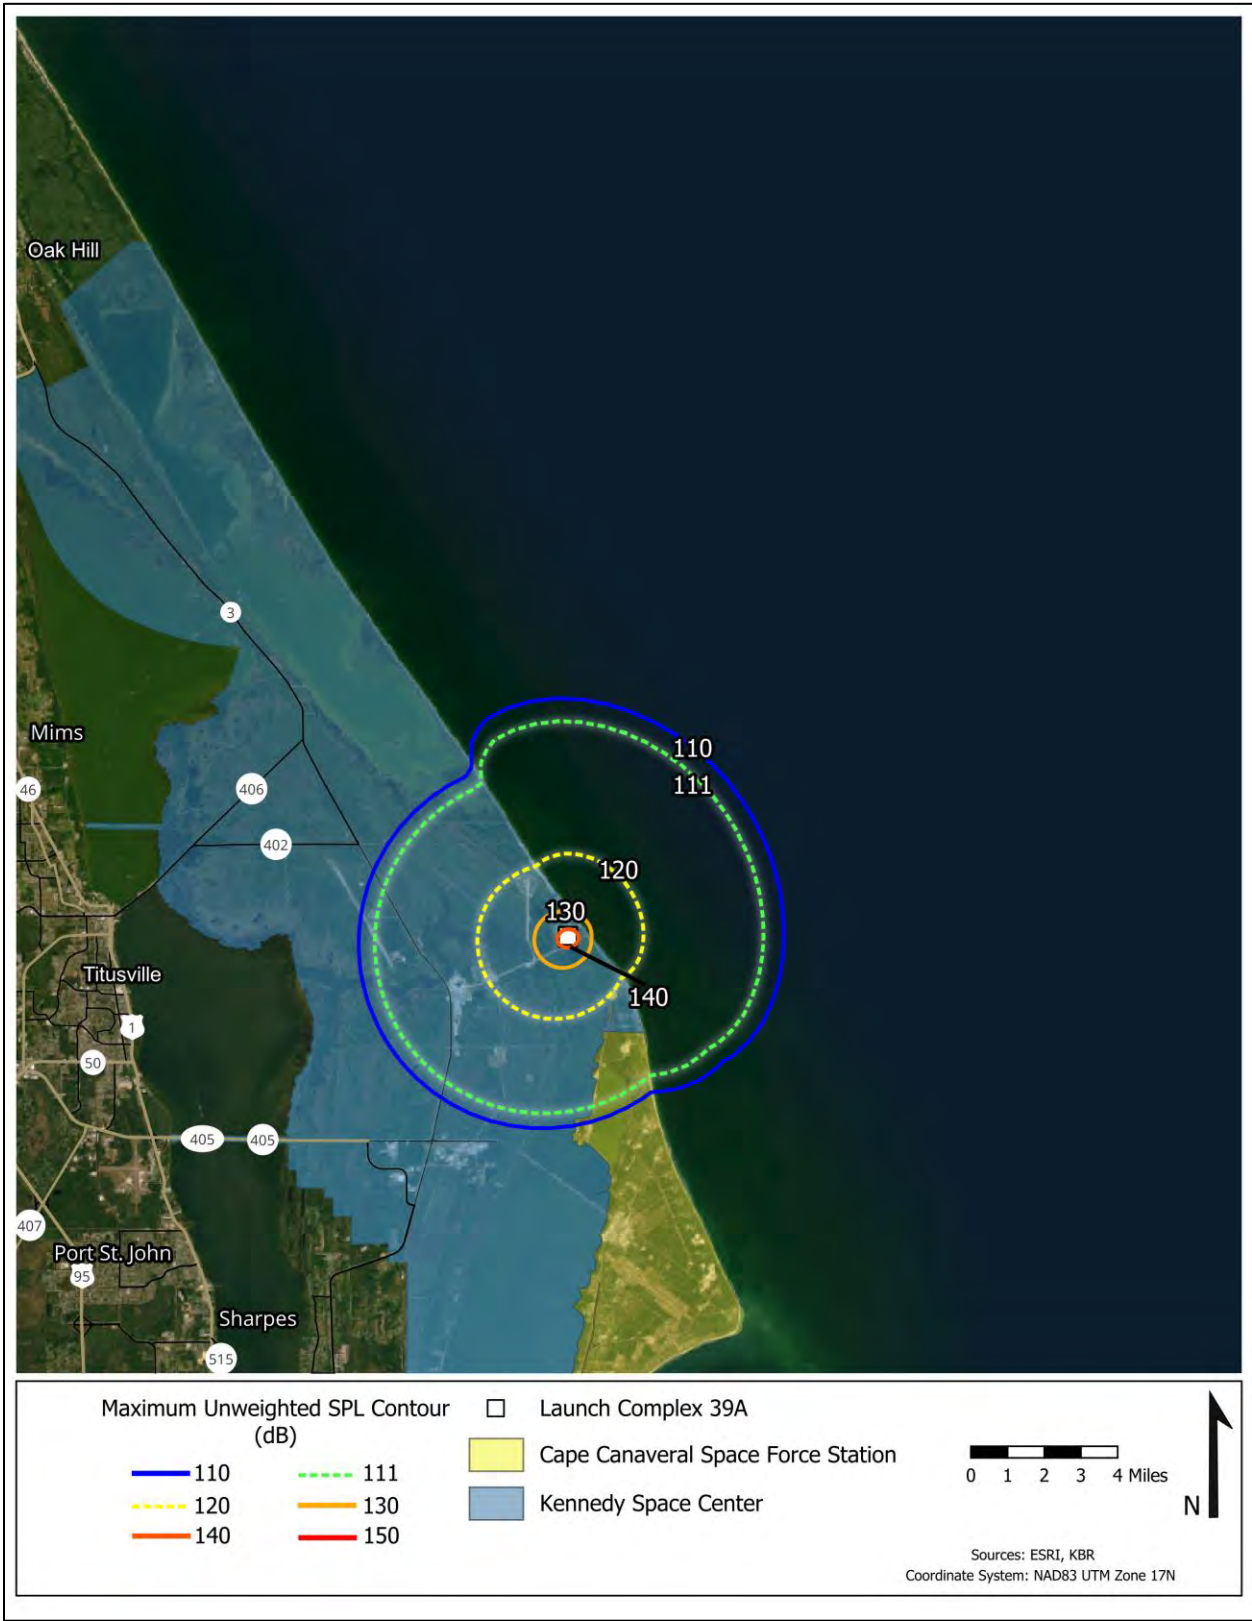 Oak Hill
3
Mims
110
46
406
111
402
120
130
Titusville
140
1
50
405
405
407
Port St. John
95
Sharpes
515
Maximum Unweighted SPL Contour
(dB)
110
111
120
130
140
150
Launch Complex 39A
Cape Canaveral Space Force Station
Kennedy Space Center
0 1 2 3 4 Miles
N
Sources: ESRI, KBR
Coordinate System: NAD83 UTM Zone 17N